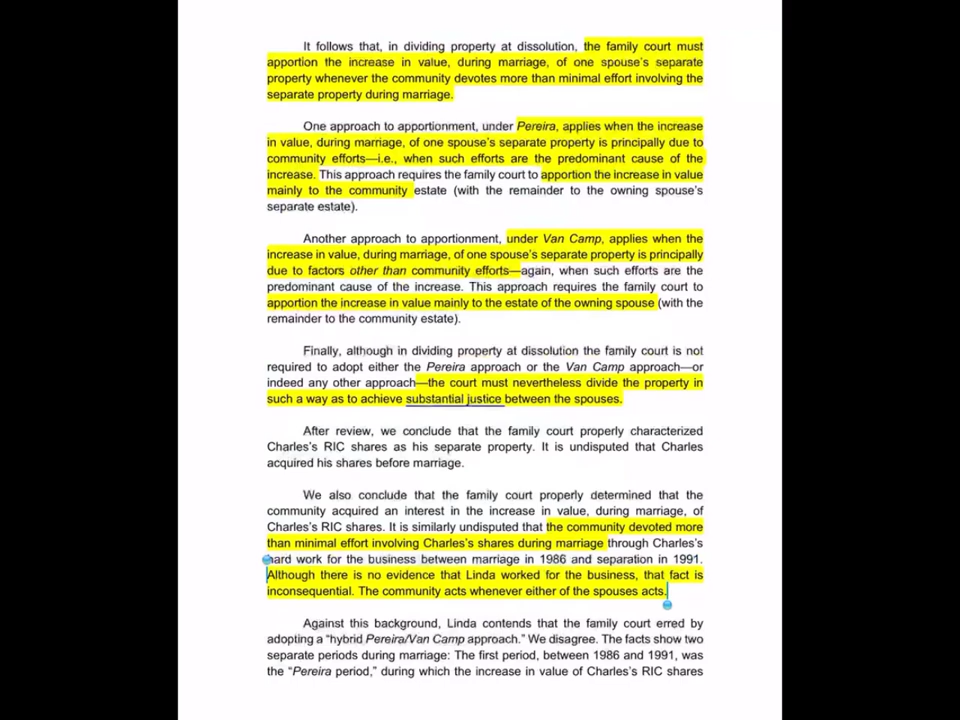 It follows that, in dividing property at dissolution, the family court must
apportion the increase in value, during marriage, of one spouse's separate
property whenever the community devotes more than minimal effort involving the
separate property during marriage.
One approach to apportionment, under Pereira, applies when the increase
in value, during marriage, of one spouse's separate property is principally due to
community efforts—i.e., when such efforts are the predominant cause of the
increase. This approach requires the family court to apportion the increase in value
mainly to the community estate (with the remainder to the owning spouse's
separate estate).
Another approach to apportionment, under Van Camp, applies when the
increase in value, during marriage, of one spouse's separate property is principally
due to factors other than community efforts—again, when such efforts are the
predominant cause of the increase. This approach requires the family court to
apportion the increase in value mainly to the estate of the owning spouse (with the
remainder to the community estate).
Finally, although in dividing property at dissolution the family court is not
required to adopt either the Pereira approach or the Van Camp approach—or
indeed any other approach—the court must nevertheless divide the property in
such a way as to achieve substantial justice between the spouses.
After review, we conclude that the family court properly characterized
Charles's RIC shares as his separate property. It is undisputed that Charles
acquired his shares before marriage.
We also conclude that the family court properly determined that the
community acquired an interest in the increase in value, during marriage, of
Charles's RIC shares. It is similarly undisputed that the community devoted more
than minimal effort involving Charles's shares during marriage through Charles's
hard work for the business between marriage in 1986 and separation in 1991.
Although there is no evidence that Linda worked for the business, that fact is
inconsequential. The community acts whenever either of the spouses acts.
Against this background, Linda contends that the family court erred by
adopting a “hybrid Pereira/Van Camp approach.” We disagree. The facts show two
separate periods during marriage: The first period, between 1986 and 1991, was
the “Pereira period,” during which the increase in value of Charles's RIC shares